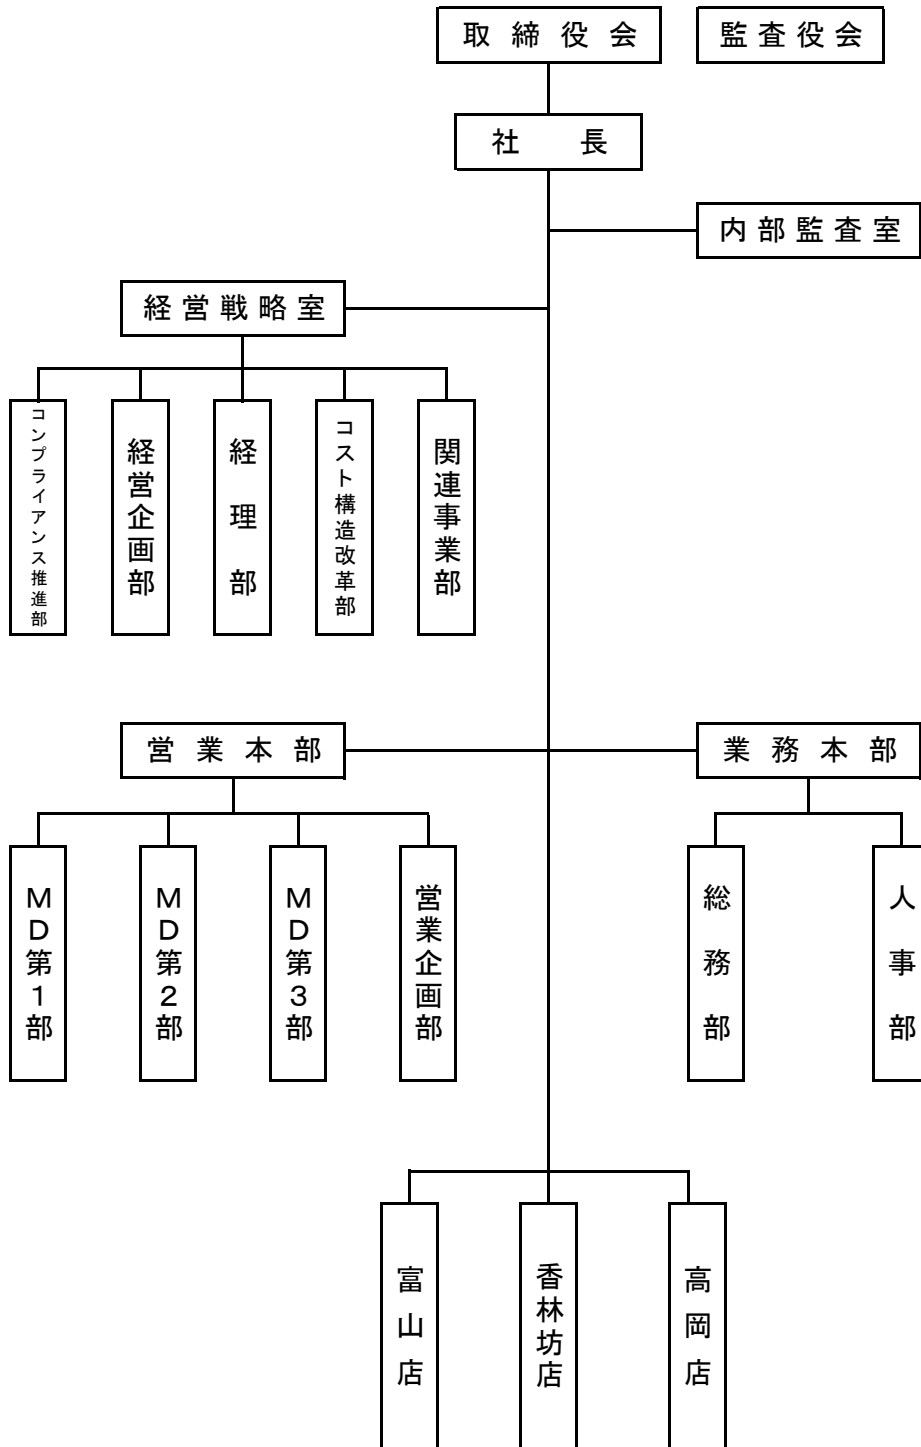 取締役会
監査役会
社長
内部監査室
経営戦略室
コンプライアンス推進部
経営企画部
経理部
コスト構造改革部
関連事業部
営業本部
業務本部
MD第1部
MD第2部
MD第3部
営業企画部
総務部
人事部
富山店
香林坊店
高岡店